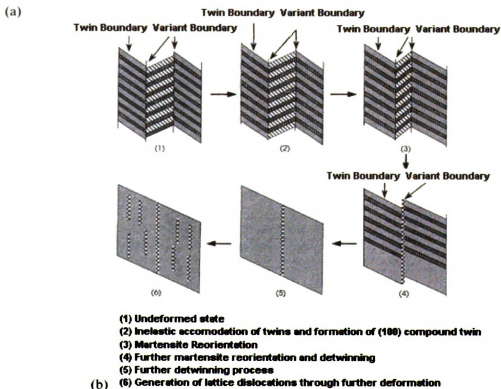 (a)
Twin Boundary Variant Boundary
Twin Boundary Variant Boundary
Twin Boundary Variant Boundary
(1)
(2)
(3)
Twin Boundary Variant Boundary
(6)
(5)
(4)
(1) Undeformed state
(2) Inelastic accomodation of twins and formation of (100) compound twin
(3) Martensite Reorientation
(4) Further martensite reorientation and detwinning
(5) Further detwinning process
(b) (6) Generation of lattice dislocations through further deformation